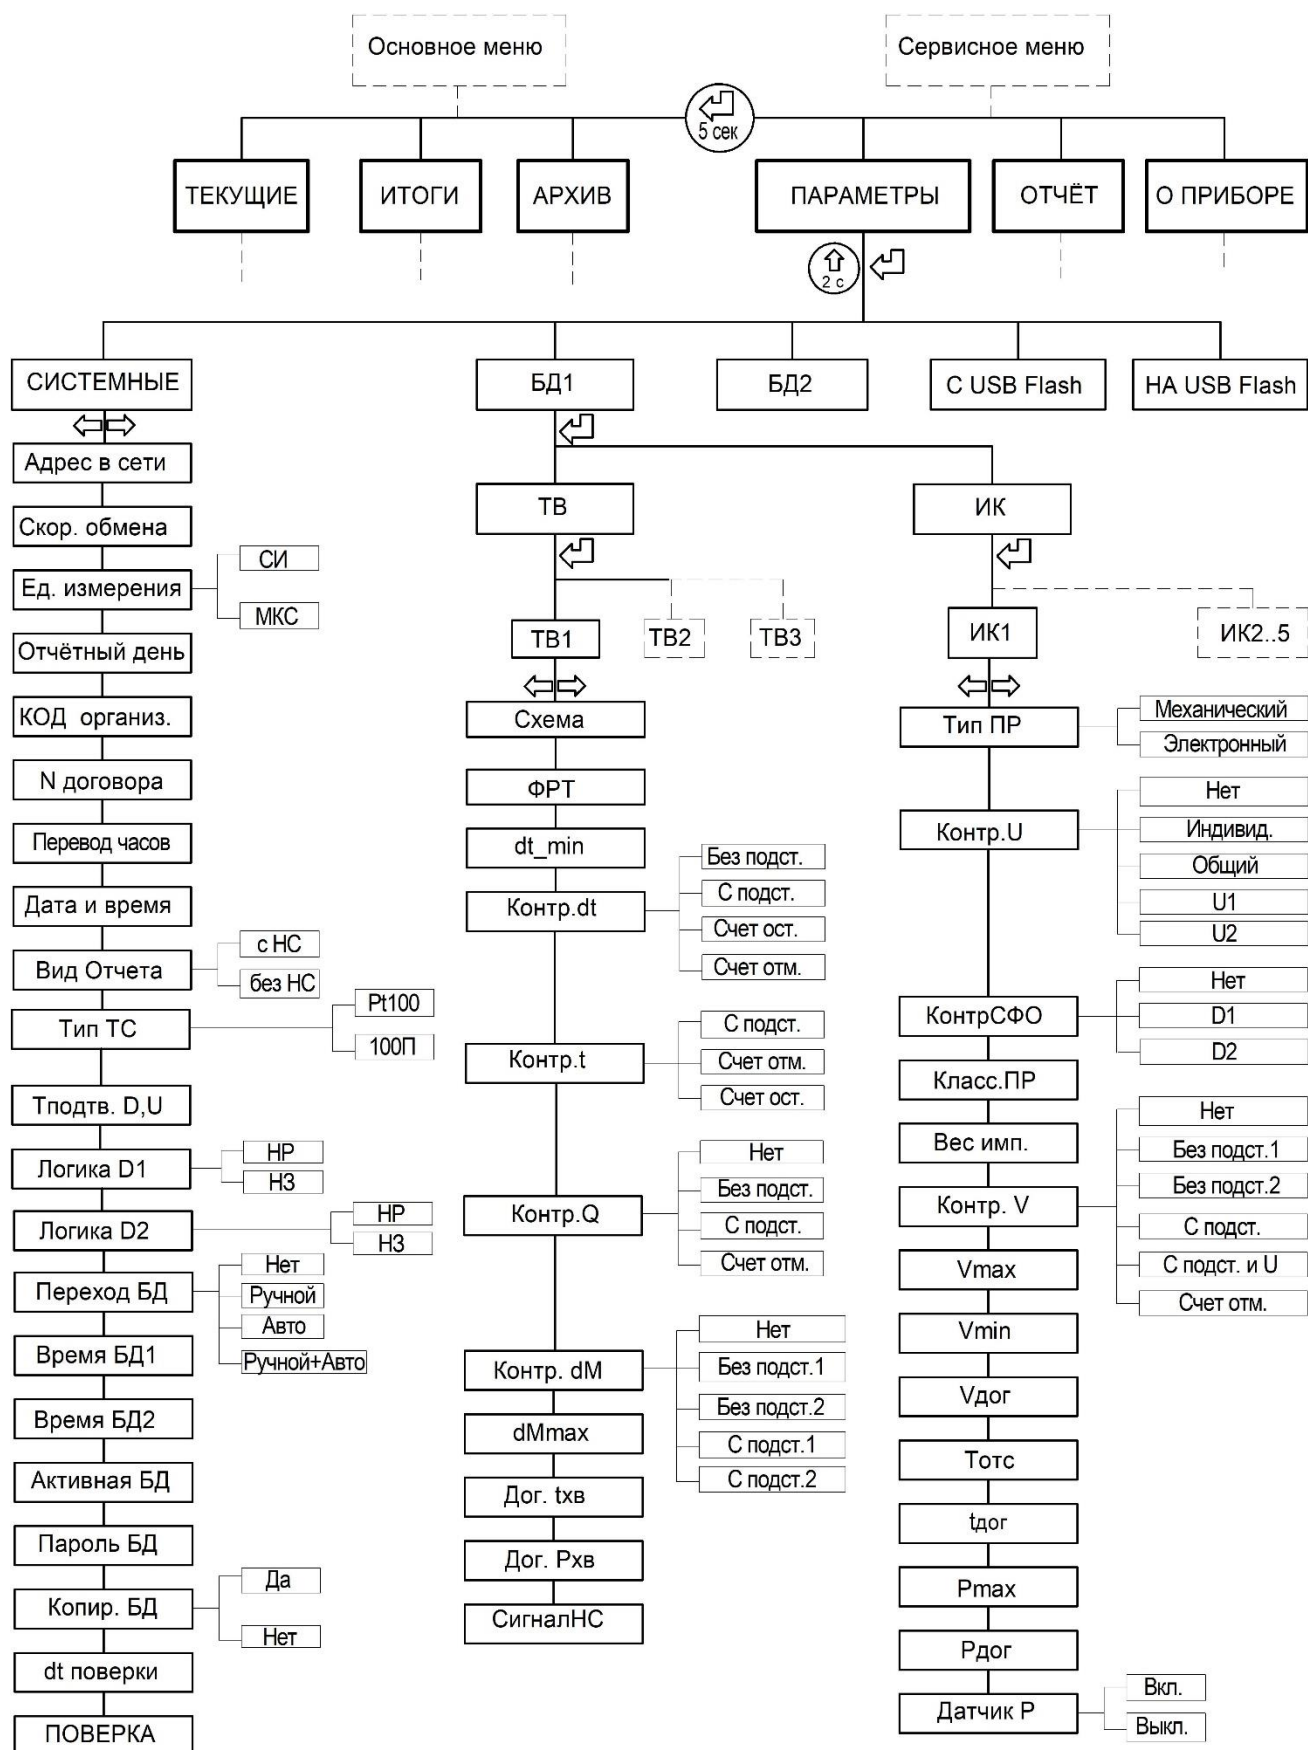 Основное меню
Сервисное меню
5 сек
ТЕКУЩИЕ
ИТОГИ
АРХИВ
ПАРАМЕТРЫ
ОТЧЁТ
О ПРИБОРЕ
2 с
СИСТЕМНЫЕ
БД1
БД2
С USB Flash
НА USB Flash
Адрес в сети
Скор. обмена
Ед. измерения
СИ
МКС
Отчётный день
КОД организ.
N договора
Перевод часов
Дата и время
Вид Отчета
с НС
без НС
Тип ТС
Pt100
100П
Тподтв. D,U
Логика D1
НР
НЗ
Логика D2
НР
НЗ
Переход БД
Нет
Ручной
Авто
Ручной+Авто
Время БД1
Время БД2
Активная БД
Пароль БД
Копир. БД
Да
Нет
dt поверки
ПОВЕРКА
ТВ
ТВ1
ТВ2
ТВ3
Схема
ФРТ
dt_min
Контр.dt
Без подст.
С подст.
Счет ост.
Счет отм.
Контр.t
С подст.
Счет отм.
Счет ост.
Контр.Q
Нет
Без подст.
С подст.
Счет отм.
Контр. dM
Нет
Без подст.1
Без подст.2
С подст.1
С подст.2
dMmax
Дог. tхв
Дог. Рхв
СигналНС
ИК
ИК1
ИК2..5
Тип ПР
Механический
Электронный
Контр.U
Нет
Индивид.
Общий
U1
U2
КонтрСФО
Нет
D1
D2
Класс.ПР
Вес имп.
Контр. V
Нет
Без подст.1
Без подст.2
С подст.
С подст. и U
Счет отм.
Vmax
Vmin
Vдог
Тотс
tдог
Pmax
Рдог
Датчик Р
Вкл.
Выкл.